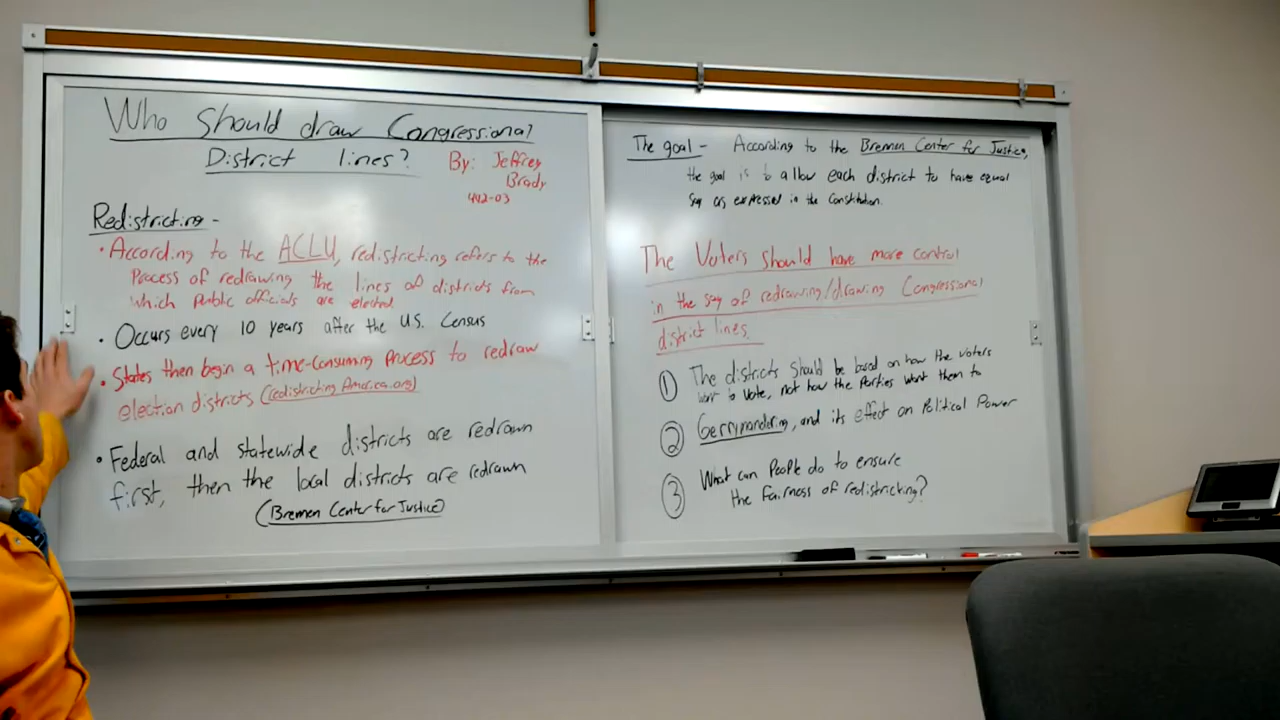 Who should draw Congressional
District lines?
By: Jeffrey
Brady
442-03
Redistricting -
• According to the ACLU, redistricting refers to the
Process of redrawing the lines of districts from
which Public officials are elected.
• Occurs every 10 years after the U.S. Census
• States then begin a time-consuming Process to redraw
election districts (redistricting America.org)
• Federal and statewide districts are redrawn
first, then the local districts are redrawn
(Bremen Center for Justice)
The goal - According to the Bremen Center for Justice,
the goal is to allow each district to have equal
say as expressed in the Constitution.
The Voters should have more control
in the say of redrawing/drawing Congressional
district lines.
① The districts should be based on how the voters
want to vote, not how the Parties want them to
② Gerrymandering, and its effect on Political Power
③ What can People do to ensure
the fairness of redistricting?